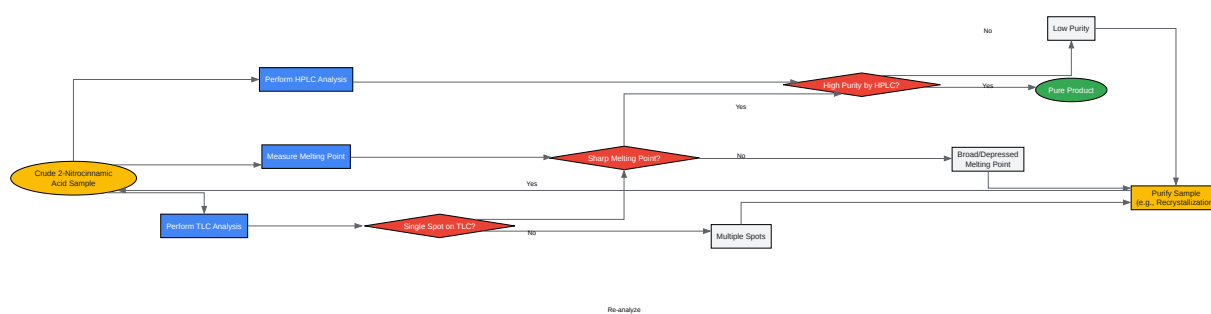 No
Low Purity
Perform HPLC Analysis
High Purity by HPLC?
Yes
Pure Product
Yes
Measure Melting Point
Sharp Melting Point?
No
Broad/Depressed
Melting Point
Crude 2-Nitrocinnamic
Acid Sample
Yes
Purify Sample
(e.g., Recrystallization
Perform TLC Analysis
Single Spot on TLC?
No
Multiple Spots
Re-analyze